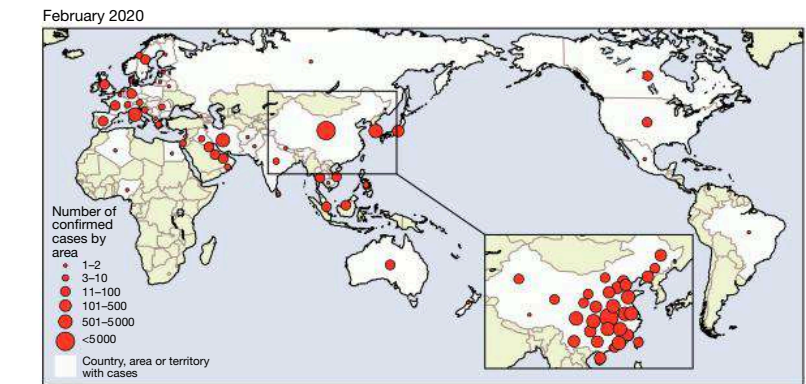 February 2020
Number of
confirmed
cases by
area
1–2
3–10
11–100
101–500
501–5000
<5000
Country, area or territory
with cases